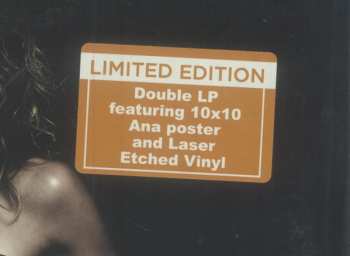 LIMITED EDITION
Double LP
featuring 10x10
Ana poster
and Laser
Etched Vinyl